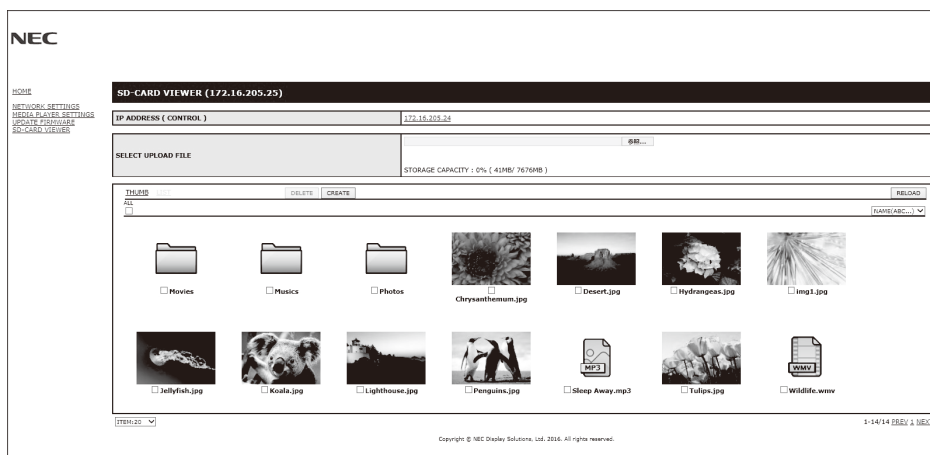 NEC
HOME
NETWORK SETTINGS
MEDIA PLAYER SETTINGS
UPDATE FIRMWARE
SD-CARD VIEWER
SD-CARD VIEWER (172.16.205.25)
IP ADDRESS ( CONTROL ) 172.16.205.24
SELECT UPLOAD FILE
参照...
STORAGE CAPACITY : 0% ( 41MB/ 7676MB )
THUMB LIST DELETE CREATE RELOAD
ALL
NAME(ABC...)
Movies Musics Photos Chrysanthemum.jpg Desert.jpg Hydrangeas.jpg img1.jpg
MP3 WMV
Jellyfish.jpg Koala.jpg Lighthouse.jpg Penguins.jpg Sleep Away.mp3 Tulips.jpg Wildlife.wmv
ITEM:20 1-14/14 PREV 1 NEX
Copyright © NEC Display Solutions, Ltd. 2016. All rights reserved.